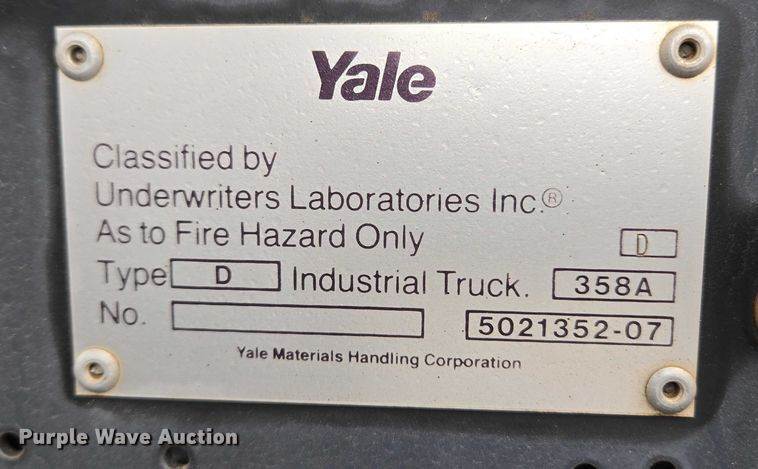 Yale
Classified by
Underwriters Laboratories Inc.®
As to Fire Hazard Only D
Type D Industrial Truck. 358A
No. 5021352-07
Yale Materials Handling Corporation
Purple Wave Auction